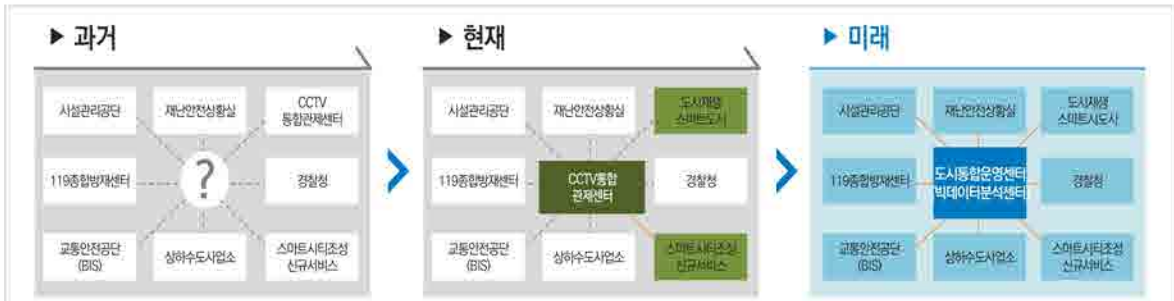 ▶ 과거
시설관리공단
재난안전상황실
CCTV
통합관제센터
119종합방재센터
?
경찰청
교통안전공단
(BIS)
상하수도사업소
스마트시티조성
신규서비스
▶ 현재
시설관리공단
재난안전상황실
도시재생
스마트도시
119종합방재센터
CCTV통합
관제센터
경찰청
교통안전공단
(BIS)
상하수도사업소
스마트시티조성
신규서비스
▶ 미래
시설관리공단
재난안전상황실
도시재생
스마트시도사
119종합방재센터
도시통합운영센터
빅데이터분석센터
경찰청
교통안전공단
(BIS)
상하수도사업소
스마트시티조성
신규서비스